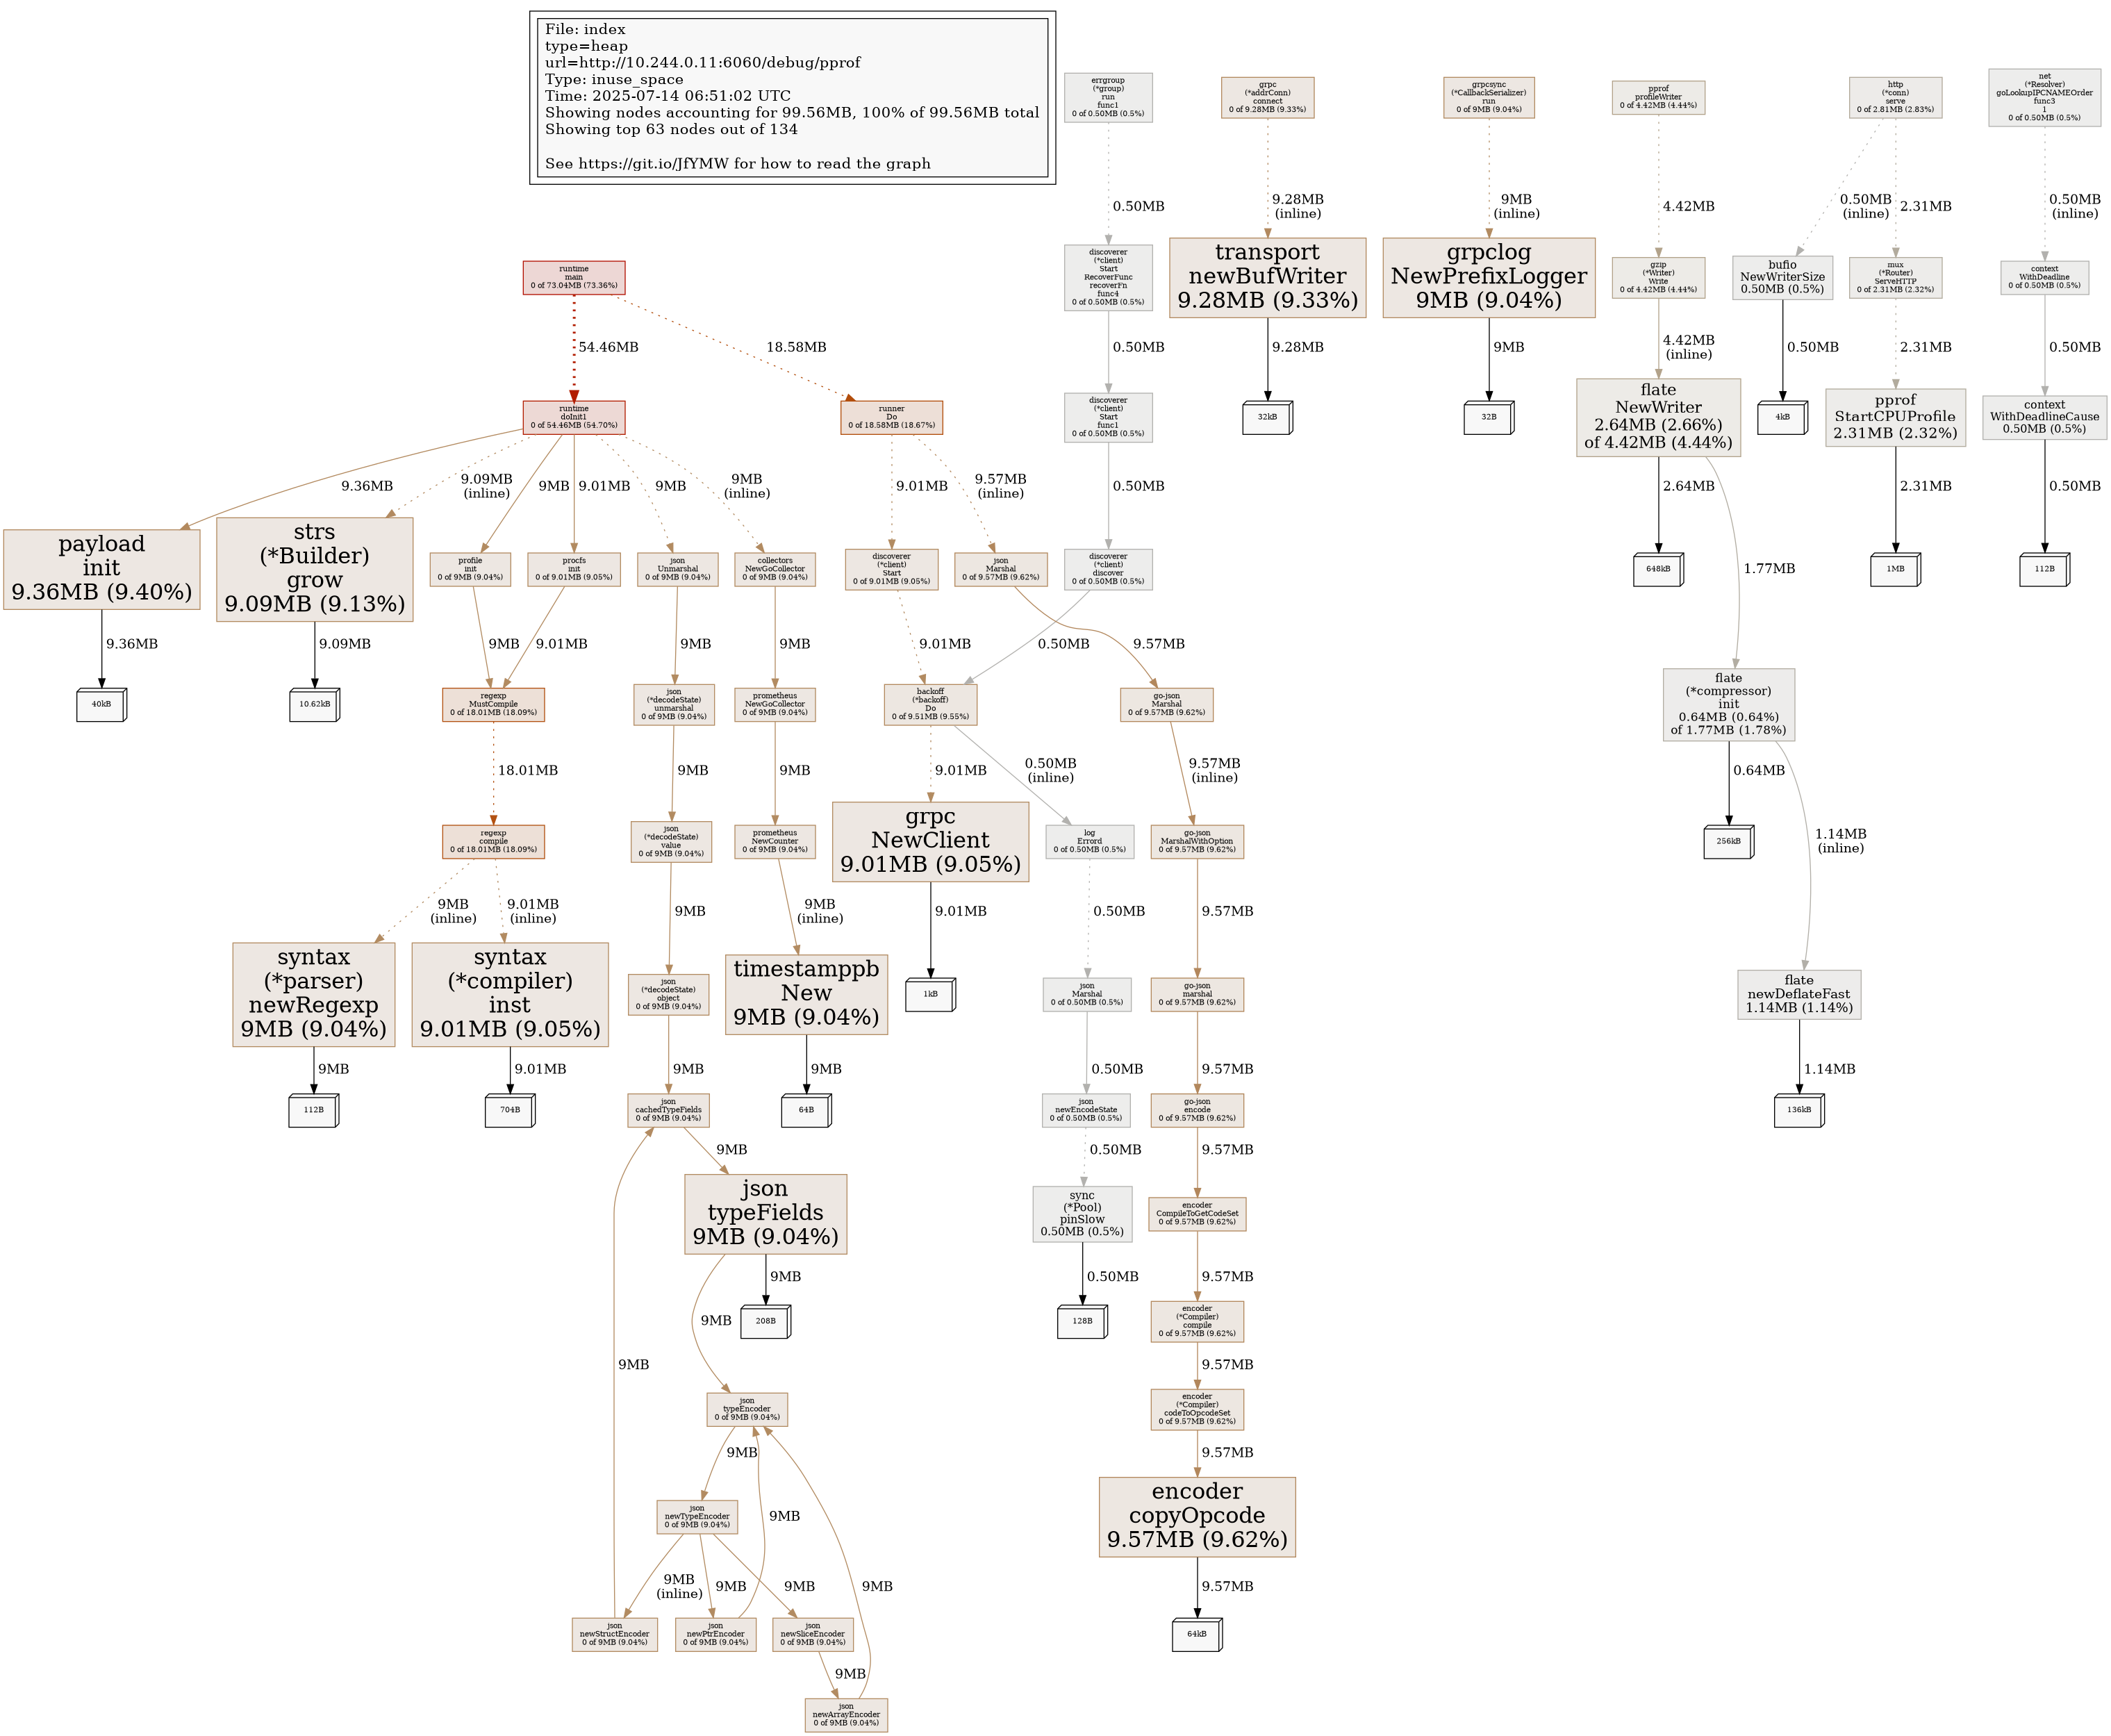 File: index
type=heap
url=http://10.244.0.11:6060/debug/pprof
Type: inuse_space
Time: 2025-07-14 06:51:02 UTC
Showing nodes accounting for 99.56MB, 100% of 99.56MB total
Showing top 63 nodes out of 134
See https://git.io/JfYMW for how to read the graph
errgroup
(*group)
run
func1
0 of 0.50MB (0.5%)
grpc
(*addrConn)
connect
0 of 9.28MB (9.33%)
grpcsync
(*CallbackSerializer)
run
0 of 9MB (9.04%)
pprof
profileWriter
0 of 4.42MB (4.44%)
http
(*conn)
serve
0 of 2.81MB (2.83%)
net
(*Resolver)
goLookupIPCNAMEOrder
func3
1
0 of 0.50MB (0.5%)
0.50MB
9.28MB
(inline)
9MB
(inline)
4.42MB
0.50MB
(inline)
2.31MB
0.50MB
(inline)
runtime
main
0 of 73.04MB (73.36%)
discoverer
(*client)
Start
RecoverFunc
recoverFn
func4
0 of 0.50MB (0.5%)
transport
newBufWriter
9.28MB (9.33%)
grpclog
NewPrefixLogger
9MB (9.04%)
gzip
(*Writer)
Write
0 of 4.42MB (4.44%)
bufio
NewWriterSize
0.50MB (0.5%)
mux
(*Router)
ServeHTTP
0 of 2.31MB (2.32%)
context
WithDeadline
0 of 0.50MB (0.5%)
54.46MB
18.58MB
0.50MB
9.28MB
9MB
4.42MB
(inline)
0.50MB
2.31MB
0.50MB
runtime
doInit1
0 of 54.46MB (54.70%)
runner
Do
0 of 18.58MB (18.67%)
discoverer
(*client)
Start
func1
0 of 0.50MB (0.5%)
32kB
32B
flate
NewWriter
2.64MB (2.66%)
of 4.42MB (4.44%)
4kB
pprof
StartCPUProfile
2.31MB (2.32%)
context
WithDeadlineCause
0.50MB (0.5%)
9.36MB
9.09MB
(inline)
9MB
9.01MB
9MB
9MB
(inline)
9.01MB
9.57MB
(inline)
0.50MB
2.64MB
2.31MB
0.50MB
payload
init
9.36MB (9.40%)
strs
(*Builder)
grow
9.09MB (9.13%)
profile
init
0 of 9MB (9.04%)
procfs
init
0 of 9.01MB (9.05%)
json
Unmarshal
0 of 9MB (9.04%)
collectors
NewGoCollector
0 of 9MB (9.04%)
discoverer
(*client)
Start
0 of 9.01MB (9.05%)
json
Marshal
0 of 9.57MB (9.62%)
discoverer
(*client)
discover
0 of 0.50MB (0.5%)
648kB
1.77MB
1MB
112B
9.36MB
9.09MB
9MB
9.01MB
9MB
9MB
9.01MB
0.50MB
9.57MB
40kB
10.62kB
regexp
MustCompile
0 of 18.01MB (18.09%)
json
(*decodeState)
unmarshal
0 of 9MB (9.04%)
prometheus
NewGoCollector
0 of 9MB (9.04%)
backoff
(*backoff)
Do
0 of 9.51MB (9.55%)
go-json
Marshal
0 of 9.57MB (9.62%)
flate
(*compressor)
init
0.64MB (0.64%)
of 1.77MB (1.78%)
18.01MB
9MB
9MB
9.01MB
0.50MB
(inline)
9.57MB
(inline)
0.64MB
regexp
compile
0 of 18.01MB (18.09%)
json
(*decodeState)
value
0 of 9MB (9.04%)
prometheus
NewCounter
0 of 9MB (9.04%)
grpc
NewClient
9.01MB (9.05%)
log
Errord
0 of 0.50MB (0.5%)
go-json
MarshalWithOption
0 of 9.57MB (9.62%)
256kB
1.14MB
(inline)
9MB
(inline)
9.01MB
(inline)
9MB
9MB
(inline)
9.01MB
0.50MB
9.57MB
syntax
(*parser)
newRegexp
9MB (9.04%)
syntax
(*compiler)
inst
9.01MB (9.05%)
json
(*decodeState)
object
0 of 9MB (9.04%)
timestamppb
New
9MB (9.04%)
1kB
json
Marshal
0 of 0.50MB (0.5%)
go-json
marshal
0 of 9.57MB (9.62%)
flate
newDeflateFast
1.14MB (1.14%)
9MB
9.01MB
9MB
9MB
0.50MB
9.57MB
1.14MB
112B
704B
json
cachedTypeFields
0 of 9MB (9.04%)
64B
json
newEncodeState
0 of 0.50MB (0.5%)
go-json
encode
0 of 9.57MB (9.62%)
136kB
9MB
0.50MB
9.57MB
json
typeFields
9MB (9.04%)
sync
(*Pool)
pinSlow
0.50MB (0.5%)
encoder
CompileToGetCodeSet
0 of 9.57MB (9.62%)
9MB
0.50MB
9.57MB
9MB
208B
128B
encoder
(*Compiler)
compile
0 of 9.57MB (9.62%)
9MB
9.57MB
json
typeEncoder
0 of 9MB (9.04%)
encoder
(*Compiler)
codeToOpcodeSet
0 of 9.57MB (9.62%)
9MB
9.57MB
json
newTypeEncoder
0 of 9MB (9.04%)
9MB
encoder
copyOpcode
9.57MB (9.62%)
9MB
(inline)
9MB
9MB
9MB
9.57MB
json
newStructEncoder
0 of 9MB (9.04%)
json
newPtrEncoder
0 of 9MB (9.04%)
json
newSliceEncoder
0 of 9MB (9.04%)
64kB
9MB
json
newArrayEncoder
0 of 9MB (9.04%)